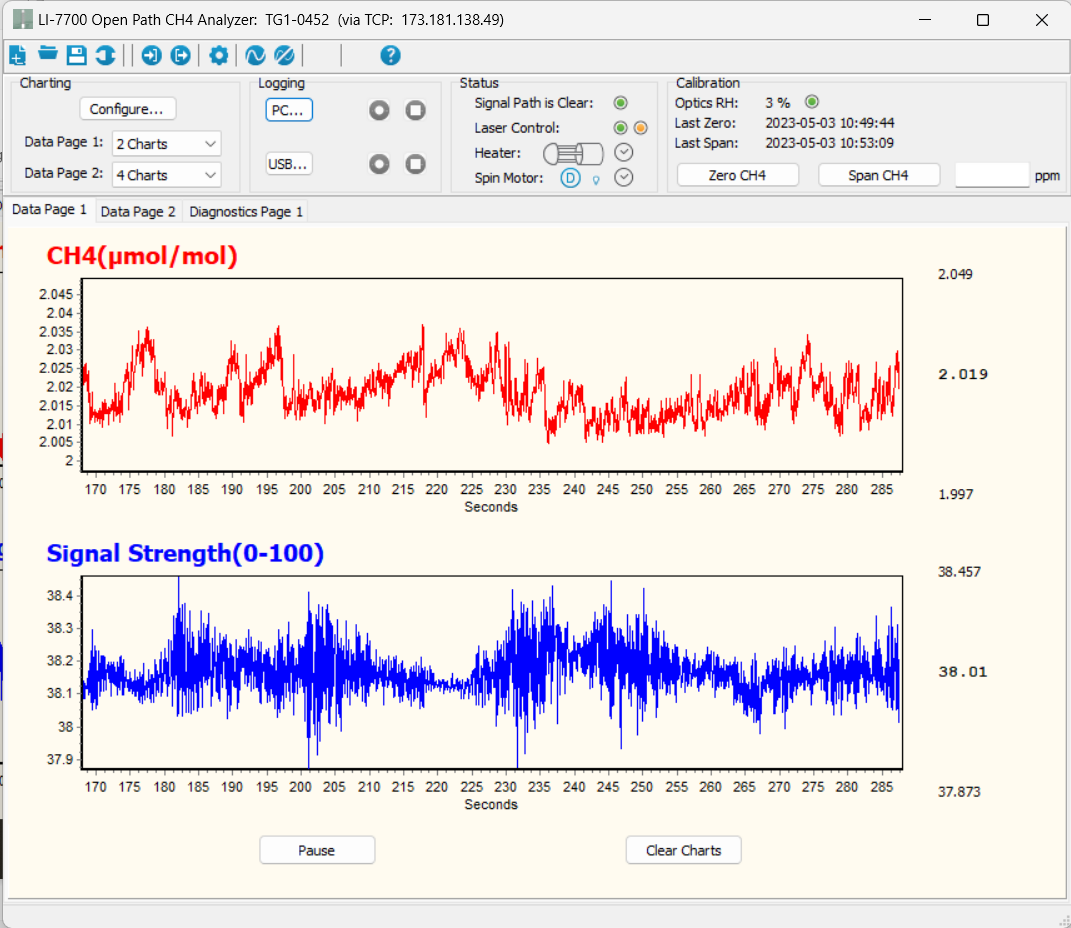 LI-7700 Open Path CH4 Analyzer: TG1-0452 (via TCP: 173.181.138.49)
Charting
Configure...
Data Page 1: 2 Charts
Data Page 2: 4 Charts
Logging
PC...
USB...
Status
Signal Path is Clear:
Laser Control:
Heater:
Spin Motor: D
Calibration
Optics RH: 3 %
Last Zero: 2023-05-03 10:49:44
Last Span: 2023-05-03 10:53:09
Zero CH4 Span CH4 ppm
Data Page 1 Data Page 2 Diagnostics Page 1
CH4(µmol/mol)
2.049
2.045
2.04
2.035
2.03
2.025
2.02
2.015
2.01
2.005
2
2.019
1.997
170 175 180 185 190 195 200 205 210 215 220 225 230 235 240 245 250 255 260 265 270 275 280 285
Seconds
Signal Strength(0-100)
38.457
38.4
38.3
38.2
38.1
38
37.9
38.01
37.873
170 175 180 185 190 195 200 205 210 215 220 225 230 235 240 245 250 255 260 265 270 275 280 285
Seconds
Pause Clear Charts